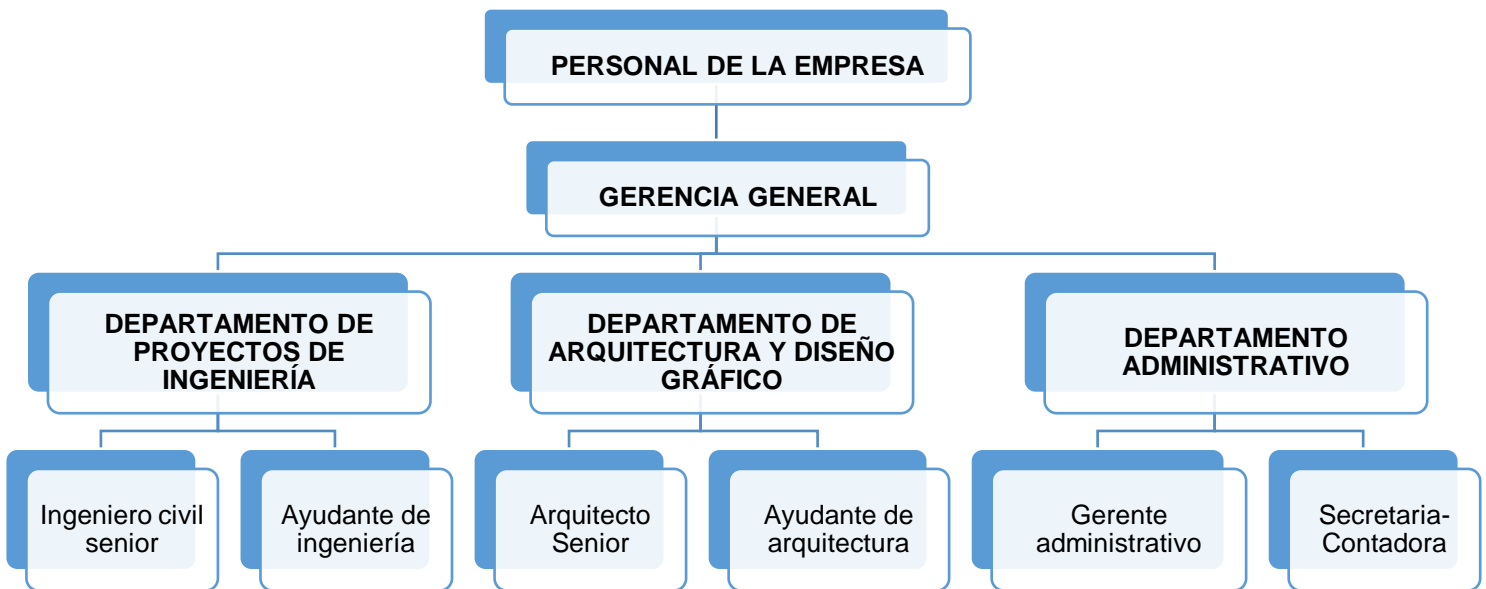 PERSONAL DE LA EMPRESA
GERENCIA GENERAL
DEPARTAMENTO DE
PROYECTOS DE
INGENIERÍA
DEPARTAMENTO DE
ARQUITECTURA Y DISEÑO
GRÁFICO
DEPARTAMENTO
ADMINISTRATIVO
Ingeniero civil
senior
Ayudante de
ingeniería
Arquitecto
Senior
Ayudante de
arquitectura
Gerente
administrativo
Secretaria-
Contadora